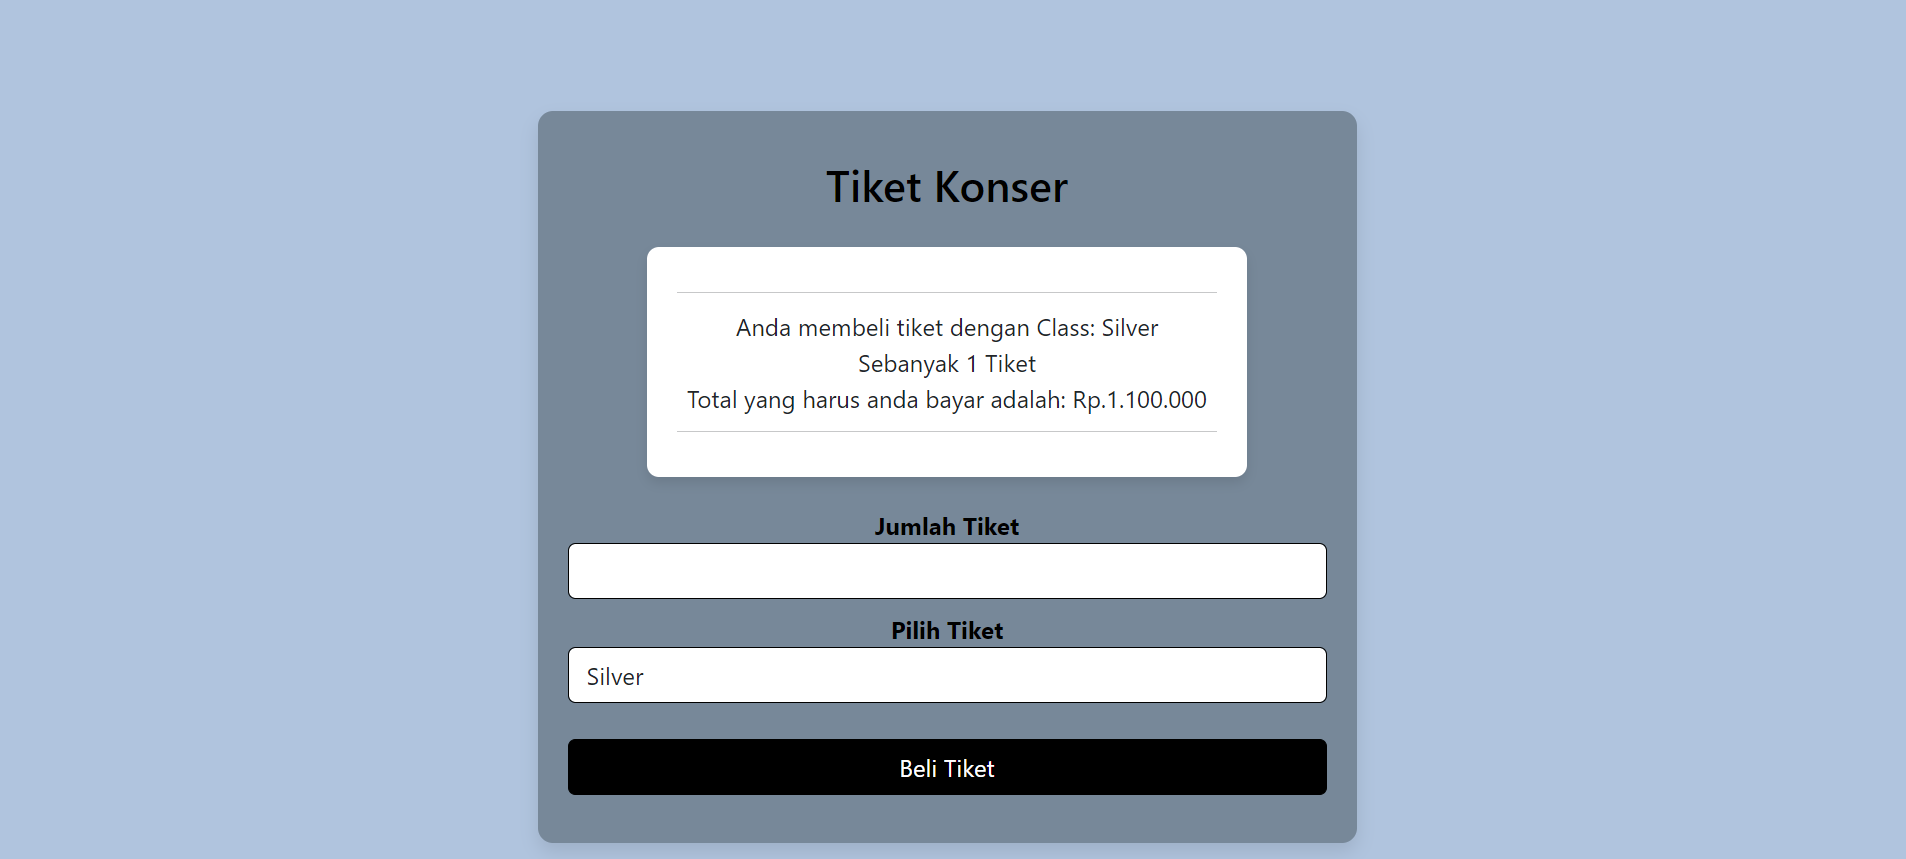 Tiket Konser
Anda membeli tiket dengan Class: Silver
Sebanyak 1 Tiket
Total yang harus anda bayar adalah: Rp.1.100.000
Jumlah Tiket
Pilih Tiket
Silver
Beli Tiket